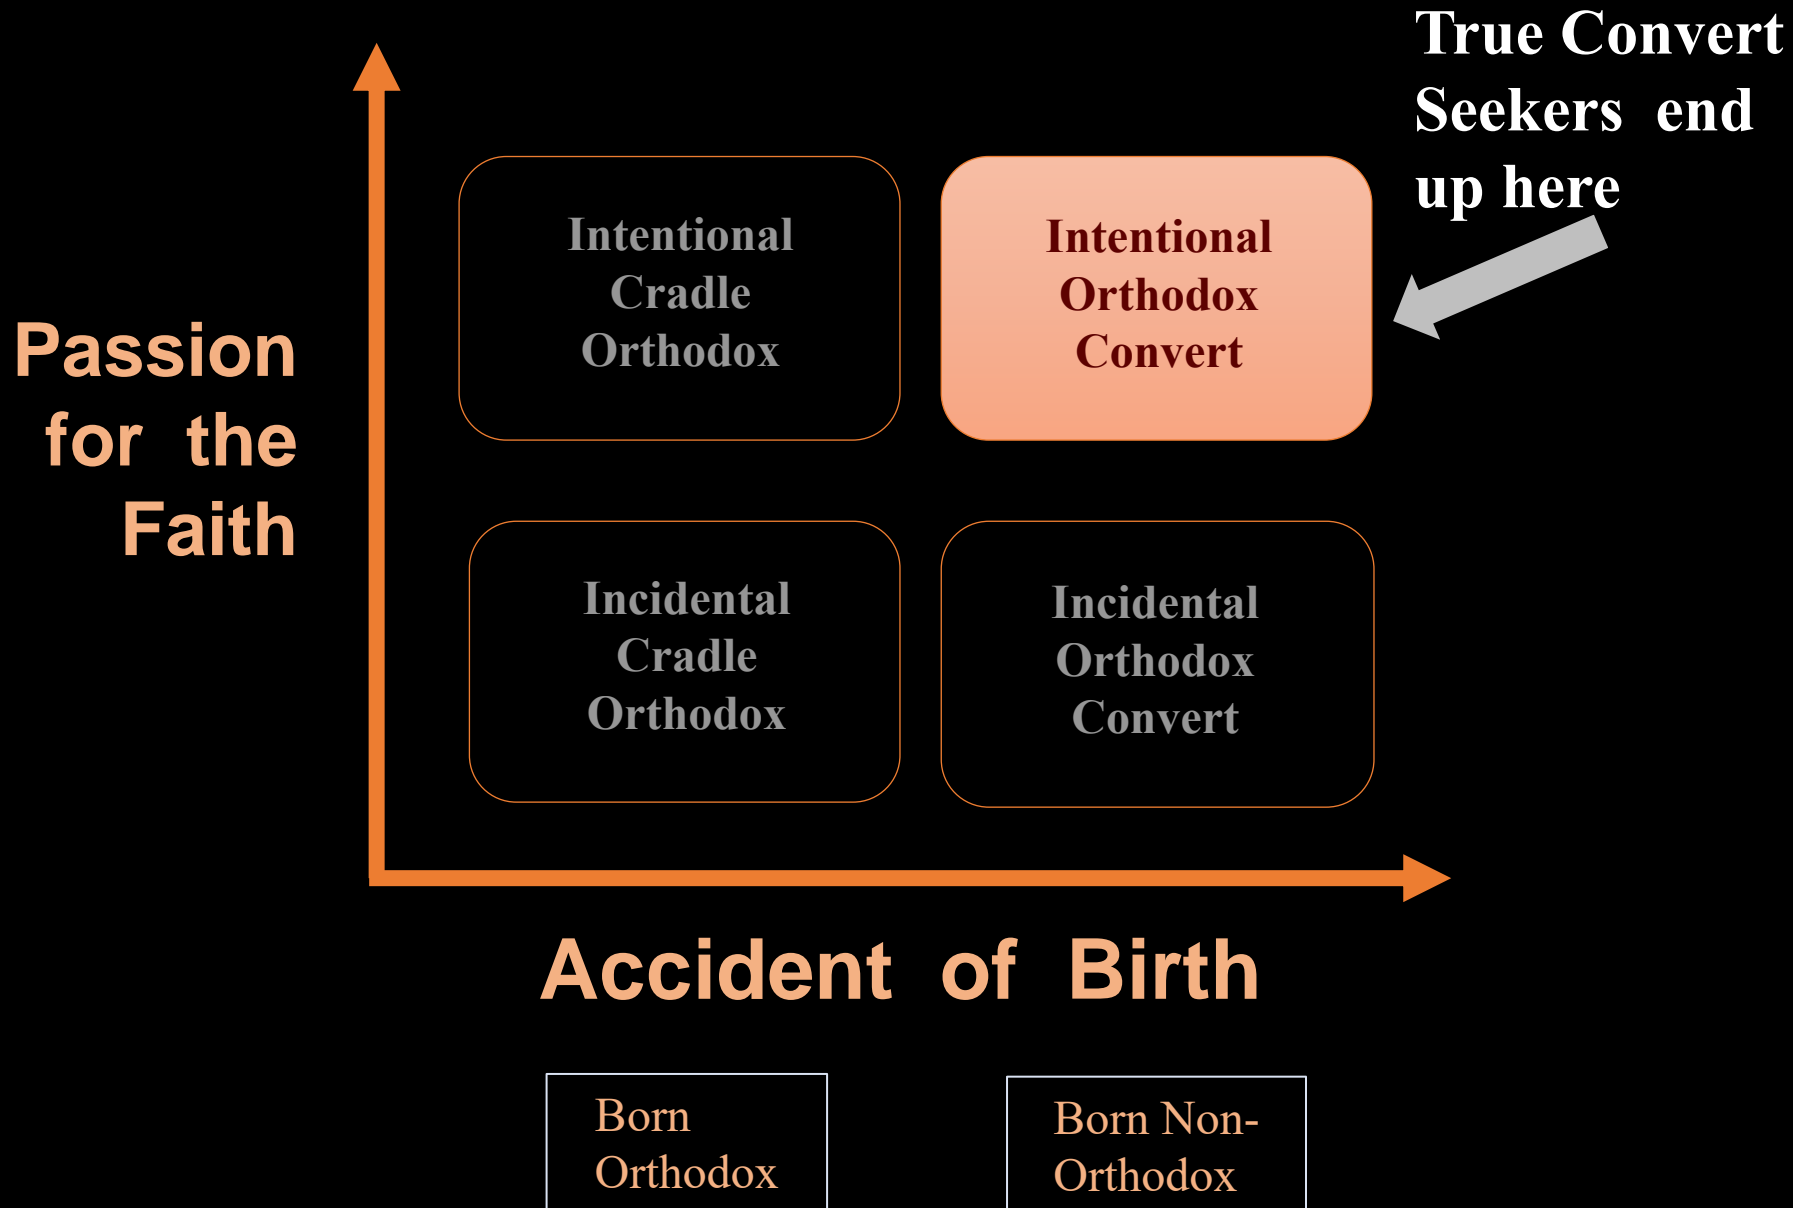 True Convert
Seekers end
up here
Intentional
Cradle
Orthodox
Intentional
Orthodox
Convert
Passion
for the
Faith
Incidental
Cradle
Orthodox
Incidental
Orthodox
Convert
Accident of Birth
Born
Orthodox
Born Non-
Orthodox